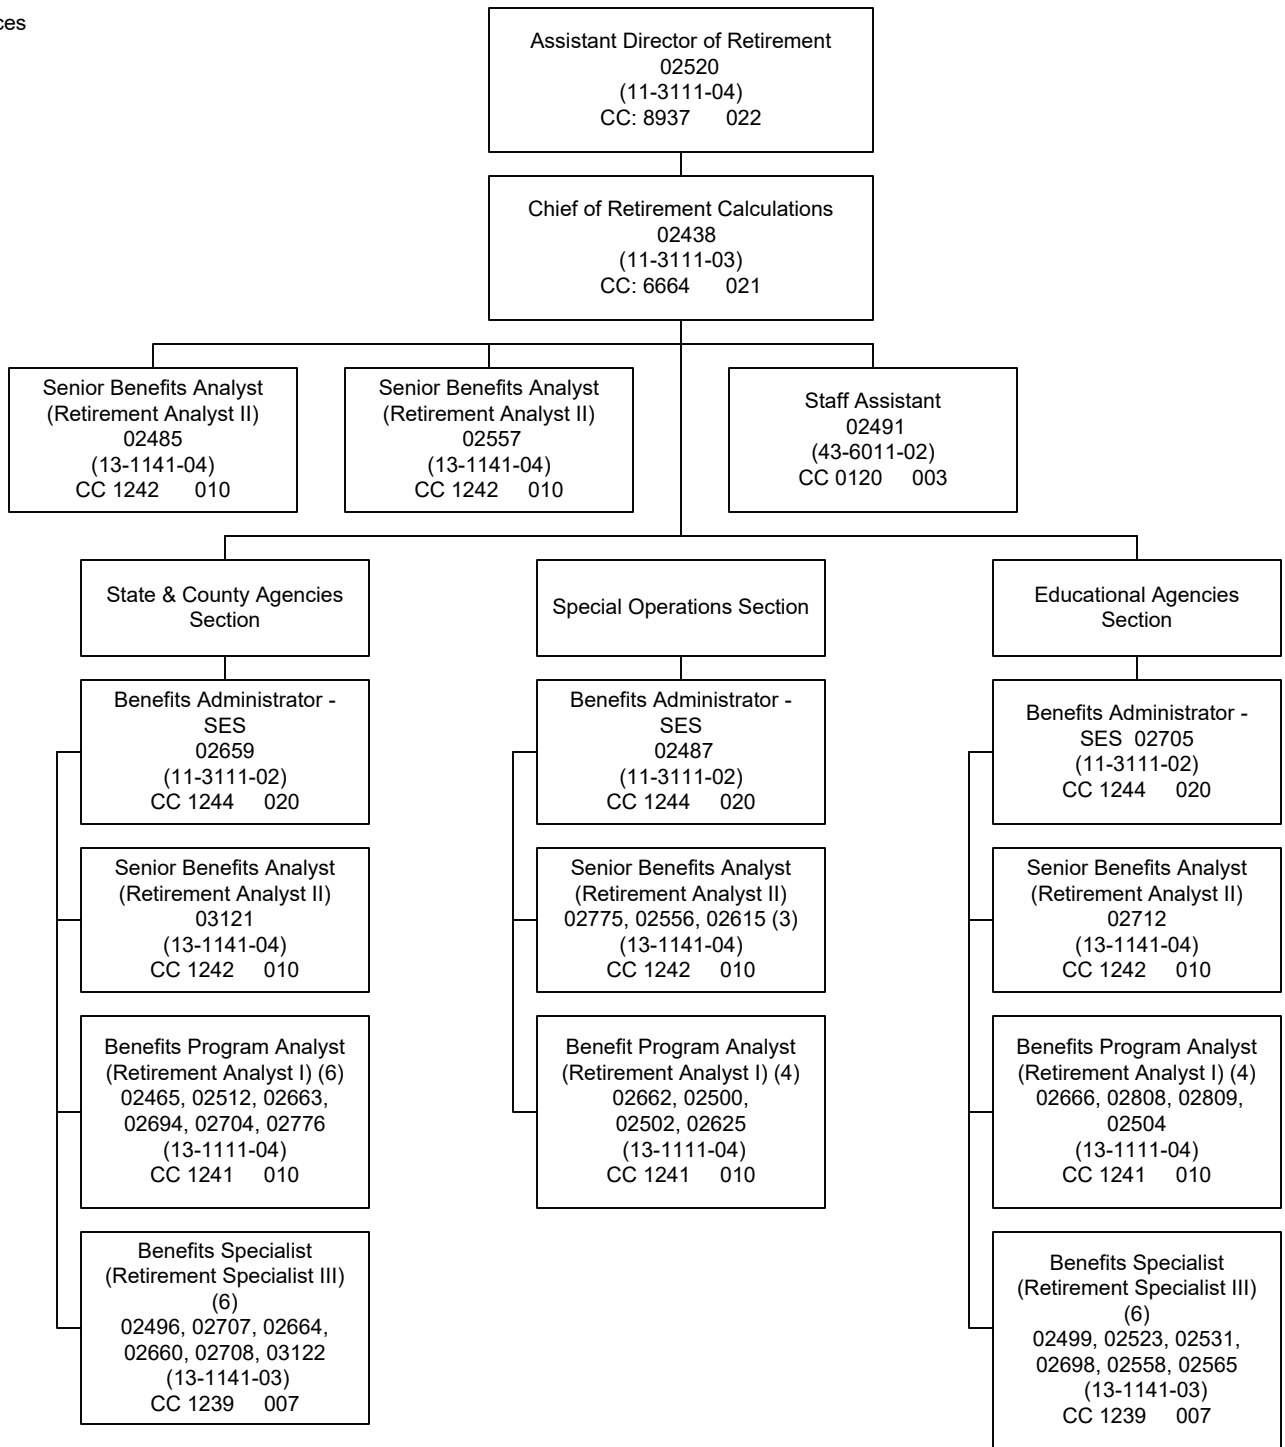 ces
Assistant Director of Retirement
02520
(11-3111-04)
CC: 8937 022
Chief of Retirement Calculations
02438
(11-3111-03)
CC: 6664 021
Senior Benefits Analyst
(Retirement Analyst II)
02485
(13-1141-04)
CC 1242 010
Senior Benefits Analyst
(Retirement Analyst II)
02557
(13-1141-04)
CC 1242 010
Staff Assistant
02491
(43-6011-02)
CC 0120 003
State & County Agencies
Section
Special Operations Section
Educational Agencies
Section
Benefits Administrator -
SES
02659
(11-3111-02)
CC 1244 020
Benefits Administrator -
SES
02487
(11-3111-02)
CC 1244 020
Benefits Administrator -
SES 02705
(11-3111-02)
CC 1244 020
Senior Benefits Analyst
(Retirement Analyst II)
03121
(13-1141-04)
CC 1242 010
Senior Benefits Analyst
(Retirement Analyst II)
02775, 02556, 02615 (3)
(13-1141-04)
CC 1242 010
Senior Benefits Analyst
(Retirement Analyst II)
02712
(13-1141-04)
CC 1242 010
Benefits Program Analyst
(Retirement Analyst I) (6)
02465, 02512, 02663,
02694, 02704, 02776
(13-1111-04)
CC 1241 010
Benefit Program Analyst
(Retirement Analyst I) (4)
02662, 02500,
02502, 02625
(13-1111-04)
CC 1241 010
Benefits Program Analyst
(Retirement Analyst I) (4)
02666, 02808, 02809,
02504
(13-1111-04)
CC 1241 010
Benefits Specialist
(Retirement Specialist III)
(6)
02496, 02707, 02664,
02660, 02708, 03122
(13-1141-03)
CC 1239 007
Benefits Specialist
(Retirement Specialist III)
(6)
02499, 02523, 02531,
02698, 02558, 02565
(13-1141-03)
CC 1239 007